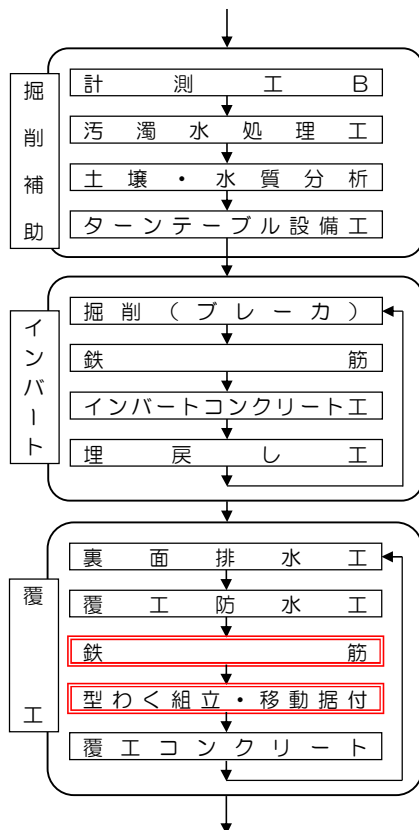 掘削補助
計測工B
汚濁水処理工
土壌・水質分析
ターンテーブル設備工
インバート
掘削（ブレーカ）
鉄筋
インバートコンクリート工
埋戻し工
覆工
裏面排水工
覆工防水工
鉄筋
型わく組立・移動据付
覆工コンクリート